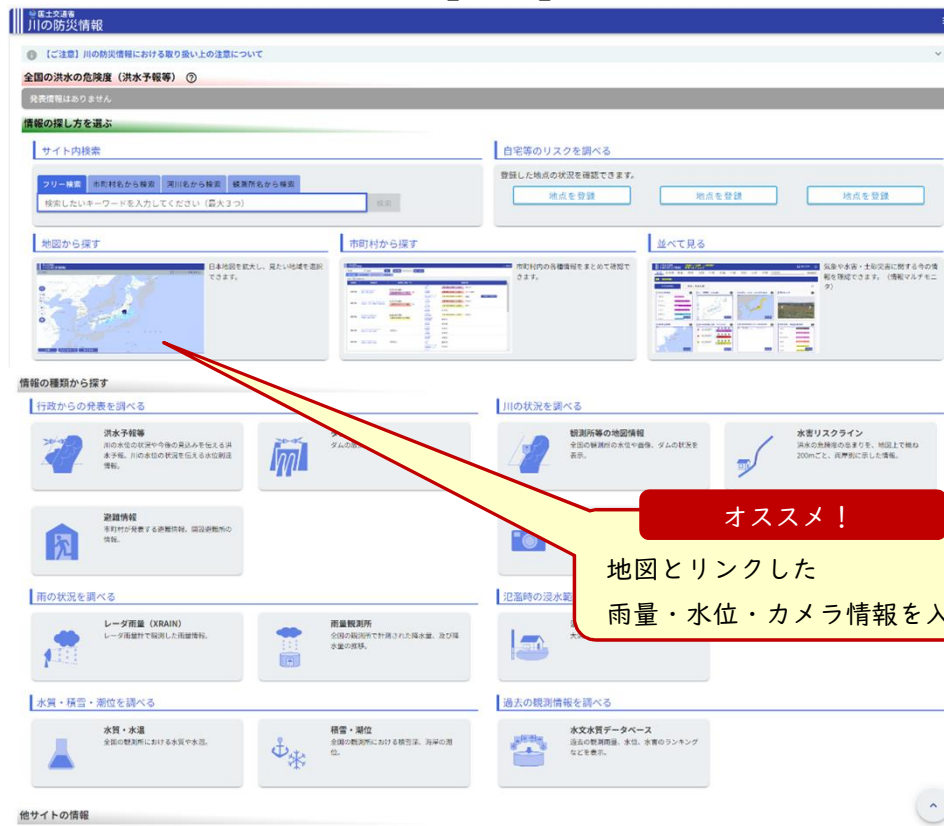 国土交通省
川の防災情報
【ご注意】川の防災情報における取り扱い上の注意について
全国の洪水の危険度（洪水予報等）
発表情報はありません
情報の探し方を選ぶ
サイト内検索
フリー検索 市町村名から検索 河川名から検索 観測所名から検索
検索したいキーワードを入力してください（最大３つ）
検索
自宅等のリスクを調べる
登録した地点の状況を確認できます。
地点を登録 地点を登録 地点を登録
地図から探す
日本地図を拡大し、見たい地域を選択
できます。
市町村から探す
市町村内の各種情報をまとめて確認で
きます。
並べて見る
気象や水害・土砂災害に関する今の情
報を確認できます。（情報マルチモニ
タ）
情報の種類から探す
行政からの発表を調べる
洪水予報等
川の水位の状況や今後の見込みを伝える洪
水予報、川の水位の状況を伝える水位到達
情報。
避難情報
市町村が発表する避難情報、開設避難所の
情報。
川の状況を調べる
観測所等の地図情報
全国の観測所の水位や画像、ダムの状況を
表示。
水害リスクライン
洪水の危険度の高まりを、地図上で概ね
200mごと、両岸別に示した情報。
オススメ！
地図とリンクした
雨量・水位・カメラ情報を入
雨の状況を調べる
レーダ雨量（XRAIN）
レーダ雨量計で観測した雨量情報。
雨量観測所
全国の観測所で計測された降水量、及び降
水量の推移。
氾濫時の浸水範
水質・積雪・潮位を調べる
水質・水温
全国の観測所における水質や水温。
積雪・潮位
全国の観測所における積雪深、海岸の潮
位。
過去の観測情報を調べる
水文水質データベース
過去の観測雨量、水位、水害のランキング
などを表示。
他サイトの情報